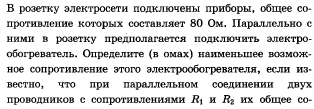 В розетку электросети подключены приборы, общее со-
противление которых составляет 80 Ом. Параллельно с
ними в розетку предполагается подключить электро-
обогреватель. Определите (в омах) наименьшее возмож-
ное сопротивление этого электрообогревателя, если из-
вестно, что при параллельном соединении двух
проводников с сопротивлениями R₁ и R₂ их общее со-